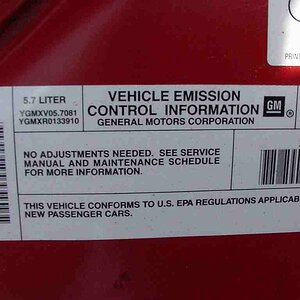 PRINT
5.7 LITER
YGMXV05.7081
YGMXR0133910
VEHICLE EMISSION
CONTROL INFORMATION
GENERAL MOTORS CORPORATION
GM
NO ADJUSTMENTS NEEDED. SEE SERVICE
MANUAL AND MAINTENANCE SCHEDULE
FOR MORE INFORMATION.
THIS VEHICLE CONFORMS TO U.S. EPA REGULATIONS APPLICAB
NEW PASSENGER CARS.